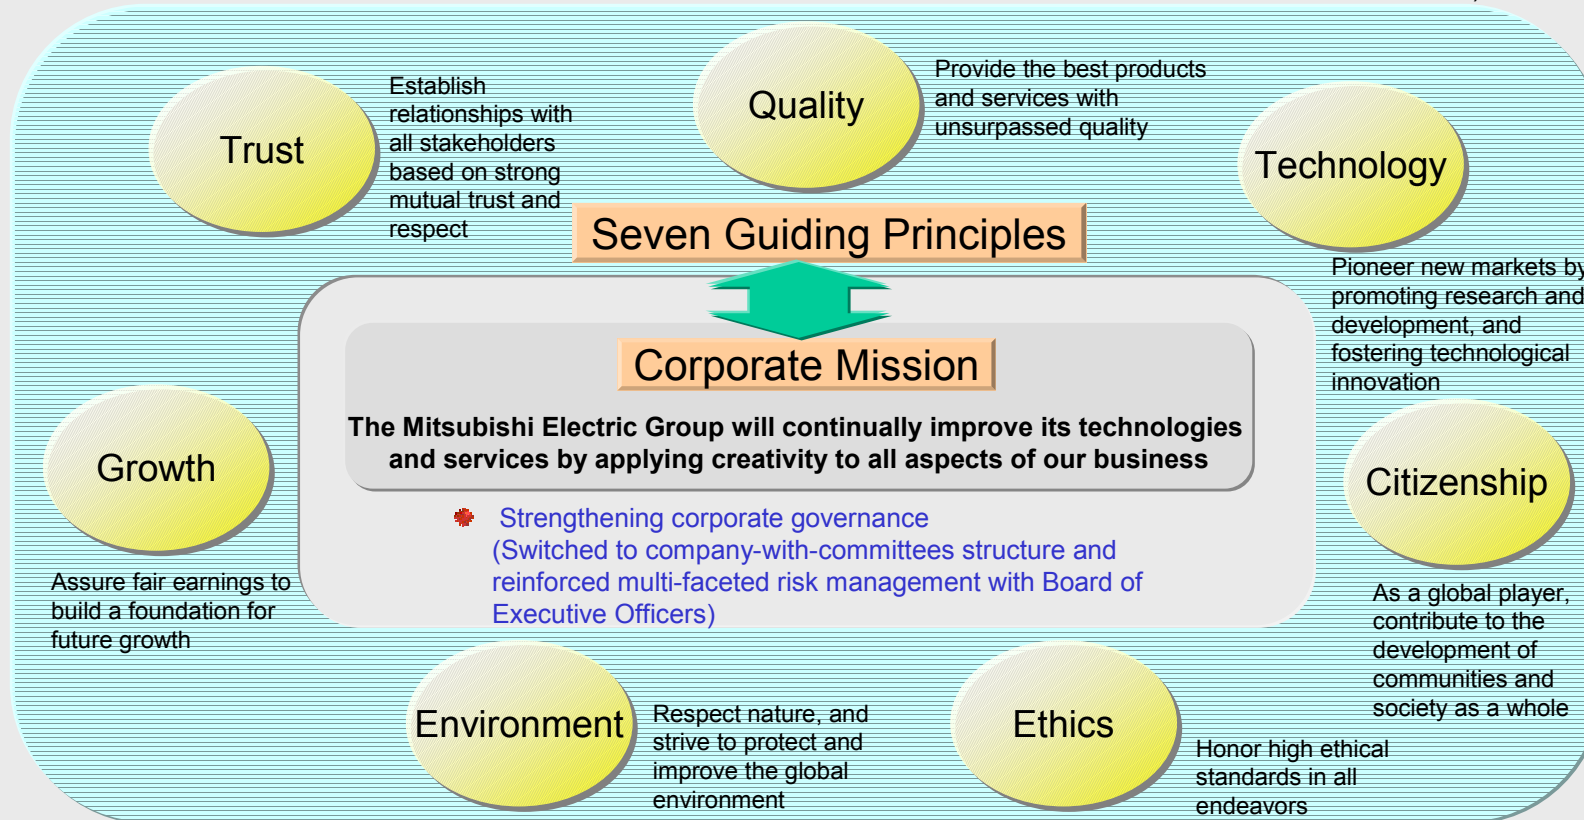 Trust
Establish
relationships with
all stakeholders
based on strong
mutual trust and
respect
Quality
Provide the best products
and services with
unsurpassed quality
Technology
Pioneer new markets by
promoting research and
development, and
fostering technological
innovation
Seven Guiding Principles
Corporate Mission
The Mitsubishi Electric Group will continually improve its technologies
and services by applying creativity to all aspects of our business
Strengthening corporate governance
(Switched to company-with-committees structure and
reinforced multi-faceted risk management with Board of
Executive Officers)
Growth
Assure fair earnings to
build a foundation for
future growth
Citizenship
As a global player,
contribute to the
development of
communities and
society as a whole
Environment
Respect nature, and
strive to protect and
improve the global
environment
Ethics
Honor high ethical
standards in all
endeavors